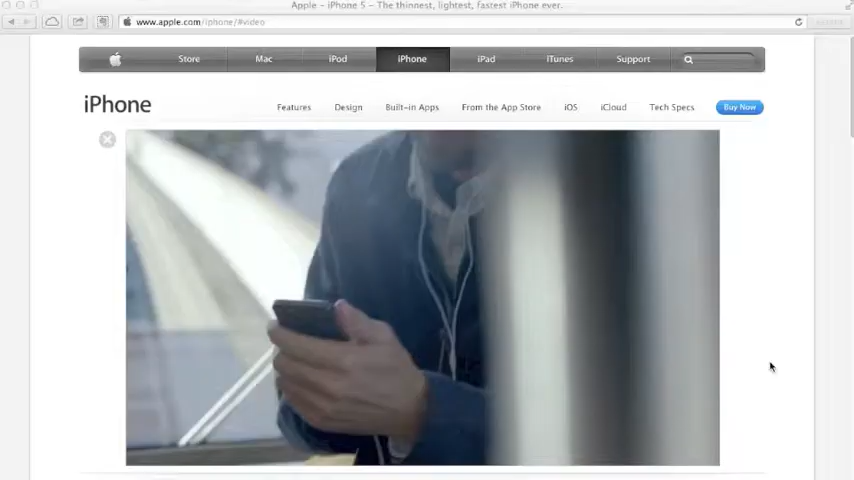 Apple - iPhone 5 - The thinnest, lightest, fastest iPhone ever.
www.apple.com/iphone/#video
Store Mac iPod iPhone iPad iTunes Support
iPhone
Features Design Built-in Apps From the App Store iOS iCloud Tech Specs Buy Now